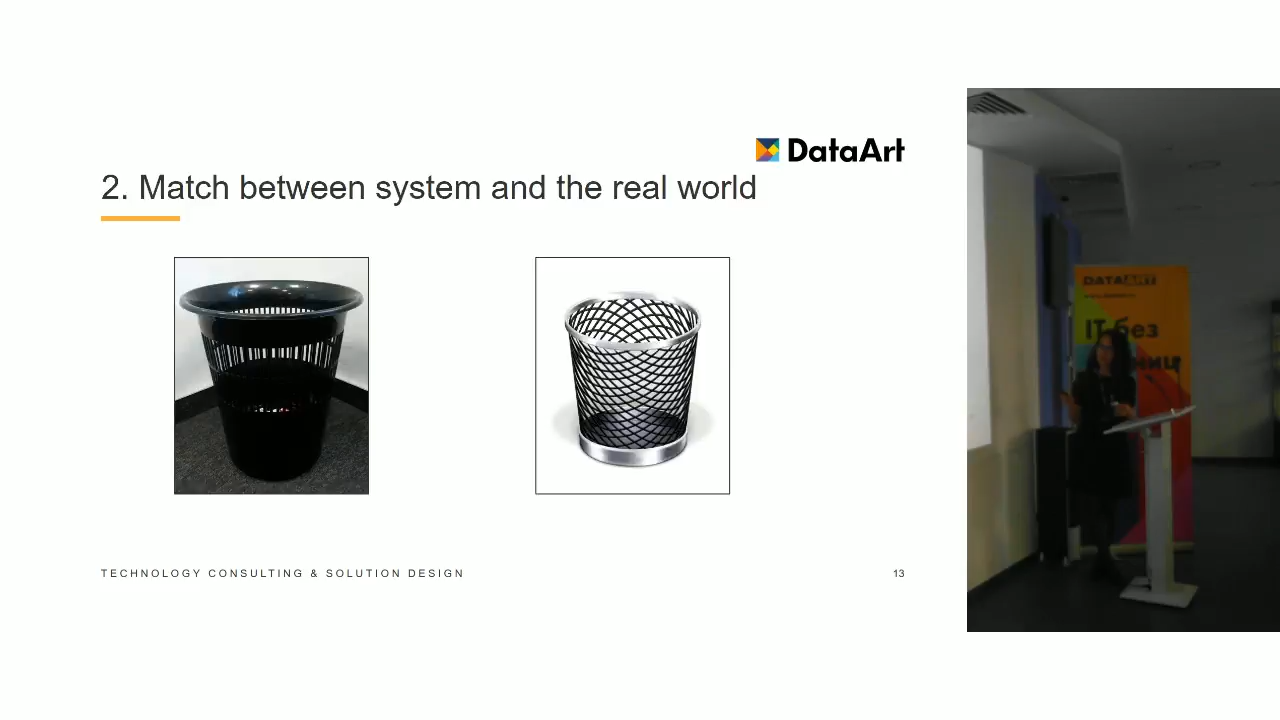 DataArt
2. Match between system and the real world
TECHNOLOGY CONSULTING & SOLUTION DESIGN
13
DATAART
IT без